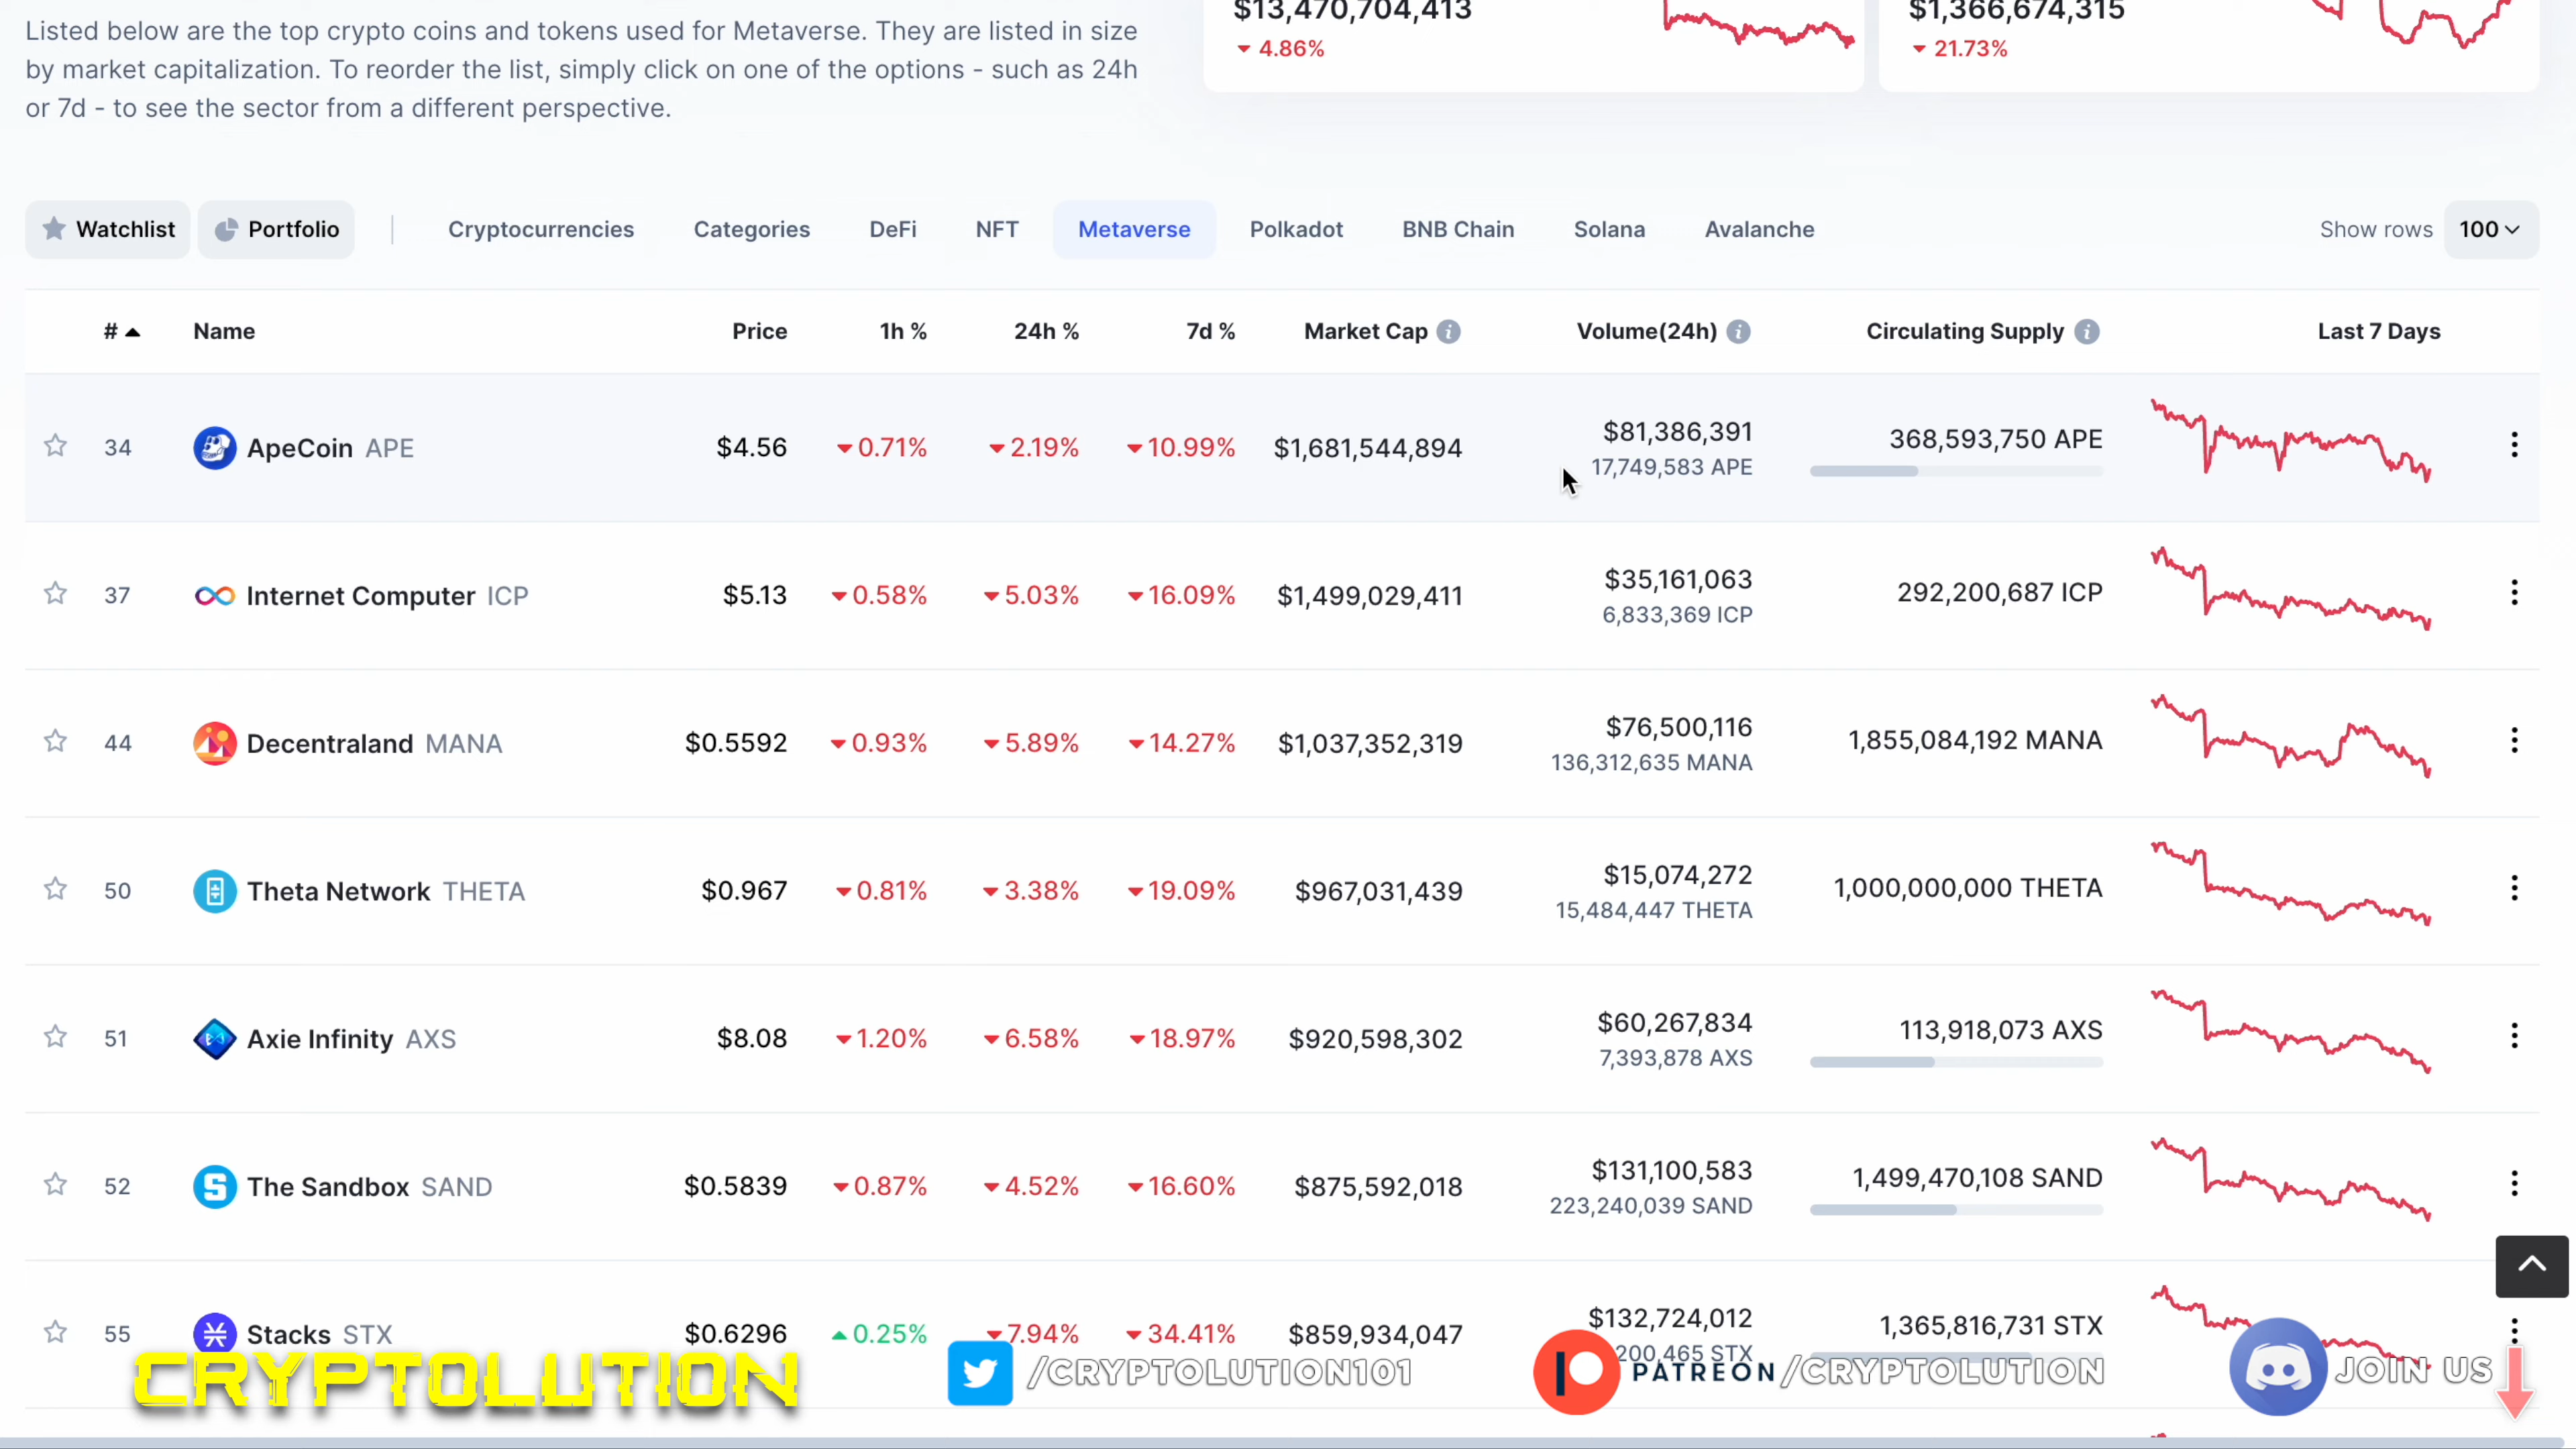 Listed below are the top crypto coins and tokens used for Metaverse. They are listed in size
by market capitalization. To reorder the list, simply click on one of the options - such as 24h
or 7d - to see the sector from a different perspective.
$13,470,704,413
4.86%
$1,366,674,315
21.73%
Watchlist Portfolio Cryptocurrencies Categories DeFi NFT Metaverse Polkadot BNB Chain Solana Avalanche Show rows 100
# Name Price 1h % 24h % 7d % Market Cap Volume(24h) Circulating Supply Last 7 Days
34 ApeCoin APE $4.56 0.71% 2.19% 10.99% $1,681,544,894 $81,386,391 368,593,750 APE
17,749,583 APE
37 Internet Computer ICP $5.13 0.58% 5.03% 16.09% $1,499,029,411 $35,161,063 292,200,687 ICP
6,833,369 ICP
44 Decentraland MANA $0.5592 0.93% 5.89% 14.27% $1,037,352,319 $76,500,116 1,855,084,192 MANA
136,312,635 MANA
50 Theta Network THETA $0.967 0.81% 3.38% 19.09% $967,031,439 $15,074,272 1,000,000,000 THETA
15,484,447 THETA
51 Axie Infinity AXS $8.08 1.20% 6.58% 18.97% $920,598,302 $60,267,834 113,918,073 AXS
7,393,878 AXS
52 The Sandbox SAND $0.5839 0.87% 4.52% 16.60% $875,592,018 $131,100,583 1,499,470,108 SAND
223,240,039 SAND
55 Stacks STX $0.6296 0.25% 7.94% 34.41% $859,934,047 $132,724,012 1,365,816,731 STX
STX
CRYPTOLUTION /CRYPTOLUTION101 PATREON /CRYPTOLUTION JOIN US